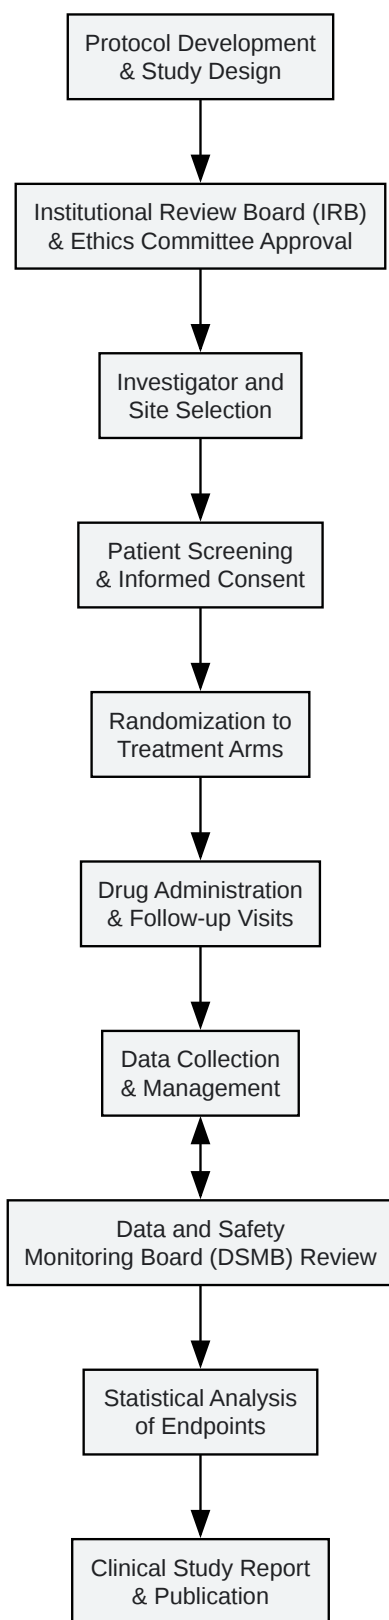 Protocol Development
& Study Design
Institutional Review Board (IRB)
& Ethics Committee Approval
Investigator and
Site Selection
Patient Screening
& Informed Consent
Randomization to
Treatment Arms
Drug Administration
& Follow-up Visits
Data Collection
& Management
Data and Safety
Monitoring Board (DSMB) Review
Statistical Analysis
of Endpoints
Clinical Study Report
& Publication